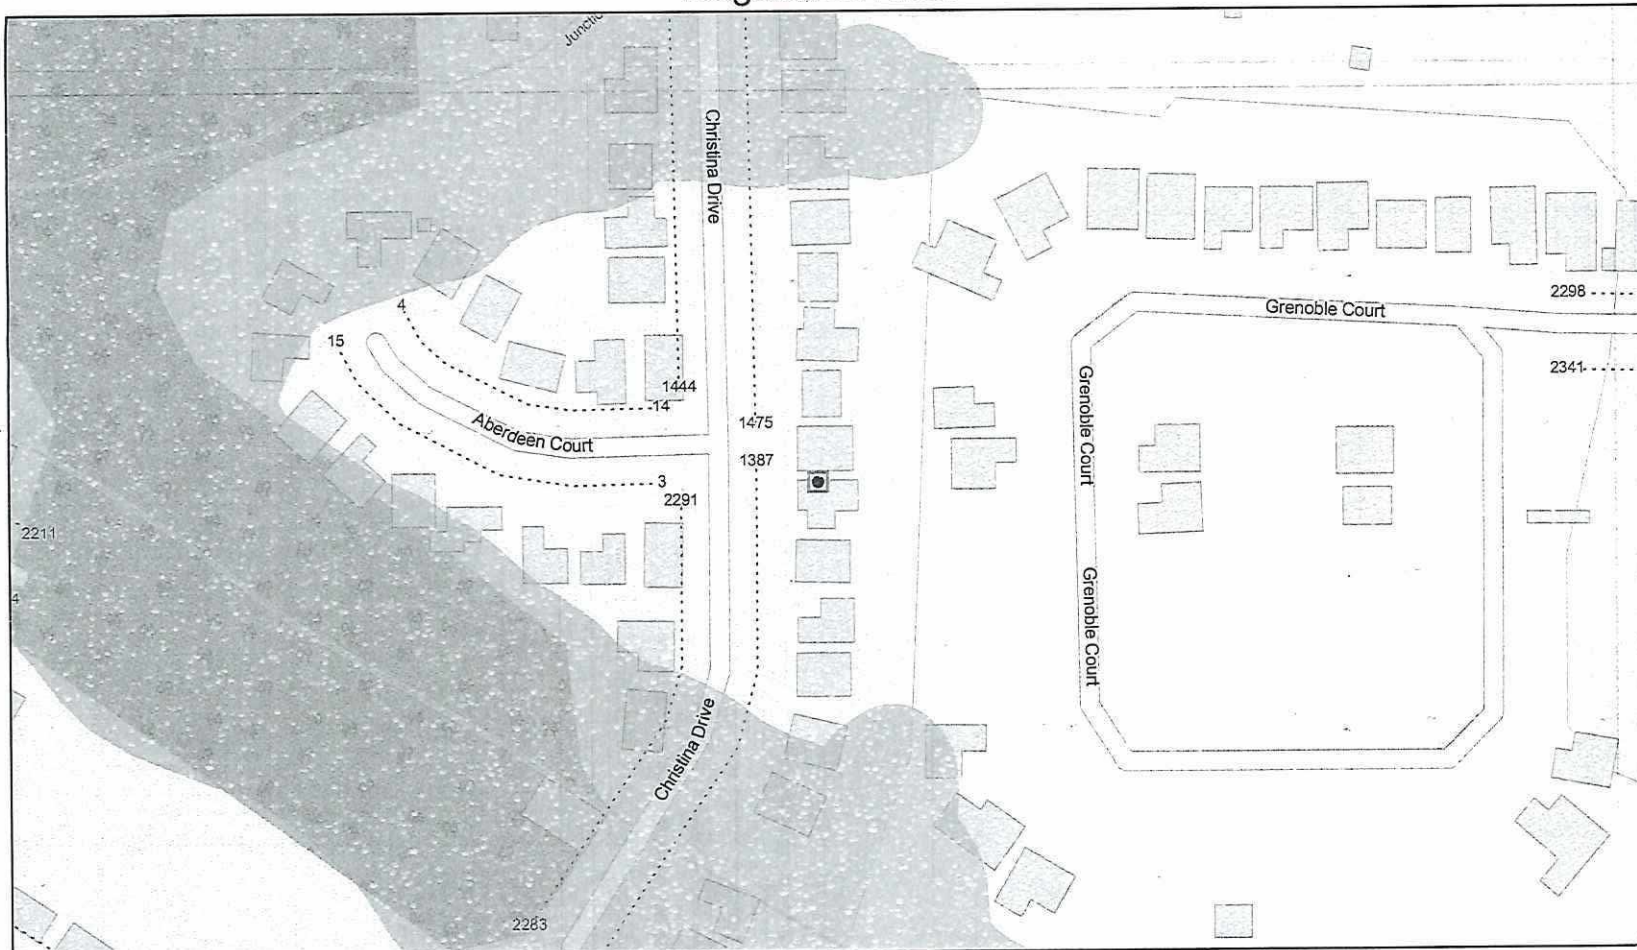 Christina Drive
Grenoble Court
2298
4
15
2341
1444
14
Grenoble Court
1475
Aberdeen Court
1387
3
2291
2211
4
Grenoble Court
Christina Drive
2283